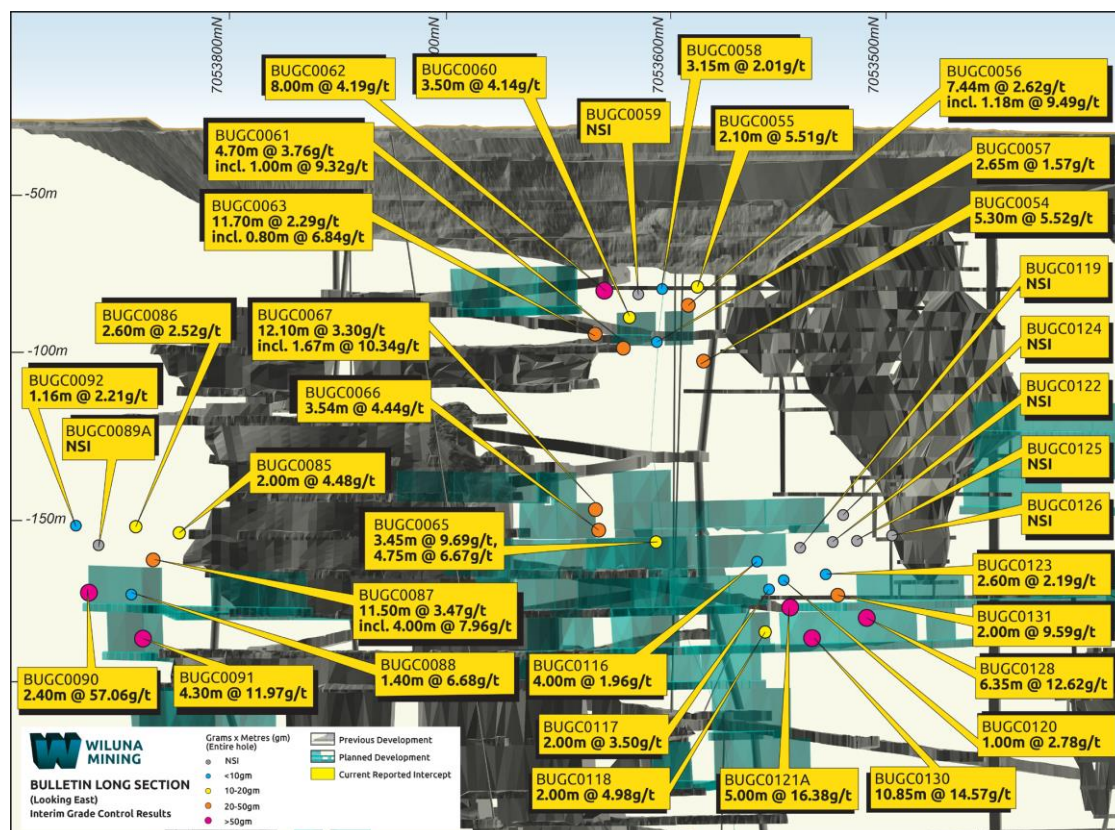 7053800mN
00mN
7053600mN
7053500mN
BUGC0062
8.00m @ 4.19g/t
BUGC0060
3.50m @ 4.14g/t
BUGC0058
3.15m @ 2.01g/t
BUGC0056
7.44m @ 2.62g/t
incl. 1.18m @ 9.49g/t
BUGC0059
NSI
BUGC0055
2.10m @ 5.51g/t
BUGC0061
4.70m @ 3.76g/t
incl. 1.00m @ 9.32g/t
BUGC0057
2.65m @ 1.57g/t
BUGC0063
11.70m @ 2.29g/t
incl. 0.80m @ 6.84g/t
BUGC0054
5.30m @ 5.52g/t
-50m
BUGC0119
NSI
BUGC0086
2.60m @ 2.52g/t
BUGC0067
12.10m @ 3.30g/t
incl. 1.67m @ 10.34g/t
BUGC0124
NSI
-100m
BUGC0092
1.16m @ 2.21g/t
BUGC0066
3.54m @ 4.44g/t
BUGC0122
NSI
BUGC0089A
NSI
BUGC0085
2.00m @ 4.48g/t
BUGC0125
NSI
BUGC0126
NSI
-150m
BUGC0065
3.45m @ 9.69g/t,
4.75m @ 6.67g/t
BUGC0123
2.60m @ 2.19g/t
BUGC0087
11.50m @ 3.47g/t
incl. 4.00m @ 7.96g/t
BUGC0131
2.00m @ 9.59g/t
BUGC0090
2.40m @ 57.06g/t
BUGC0091
4.30m @ 11.97g/t
BUGC0088
1.40m @ 6.68g/t
BUGC0116
4.00m @ 1.96g/t
BUGC0128
6.35m @ 12.62g/t
BUGC0117
2.00m @ 3.50g/t
BUGC0120
1.00m @ 2.78g/t
BUGC0118
2.00m @ 4.98g/t
BUGC0121A
5.00m @ 16.38g/t
BUGC0130
10.85m @ 14.57g/t
WILUNA
MINING
BULLETIN LONG SECTION
(Looking East)
Interim Grade Control Results
Grams x Metres (gm)
(Entire hole)
NSI
<10gm
10-20gm
20-50gm
>50gm
Previous Development
Planned Development
Current Reported Intercept